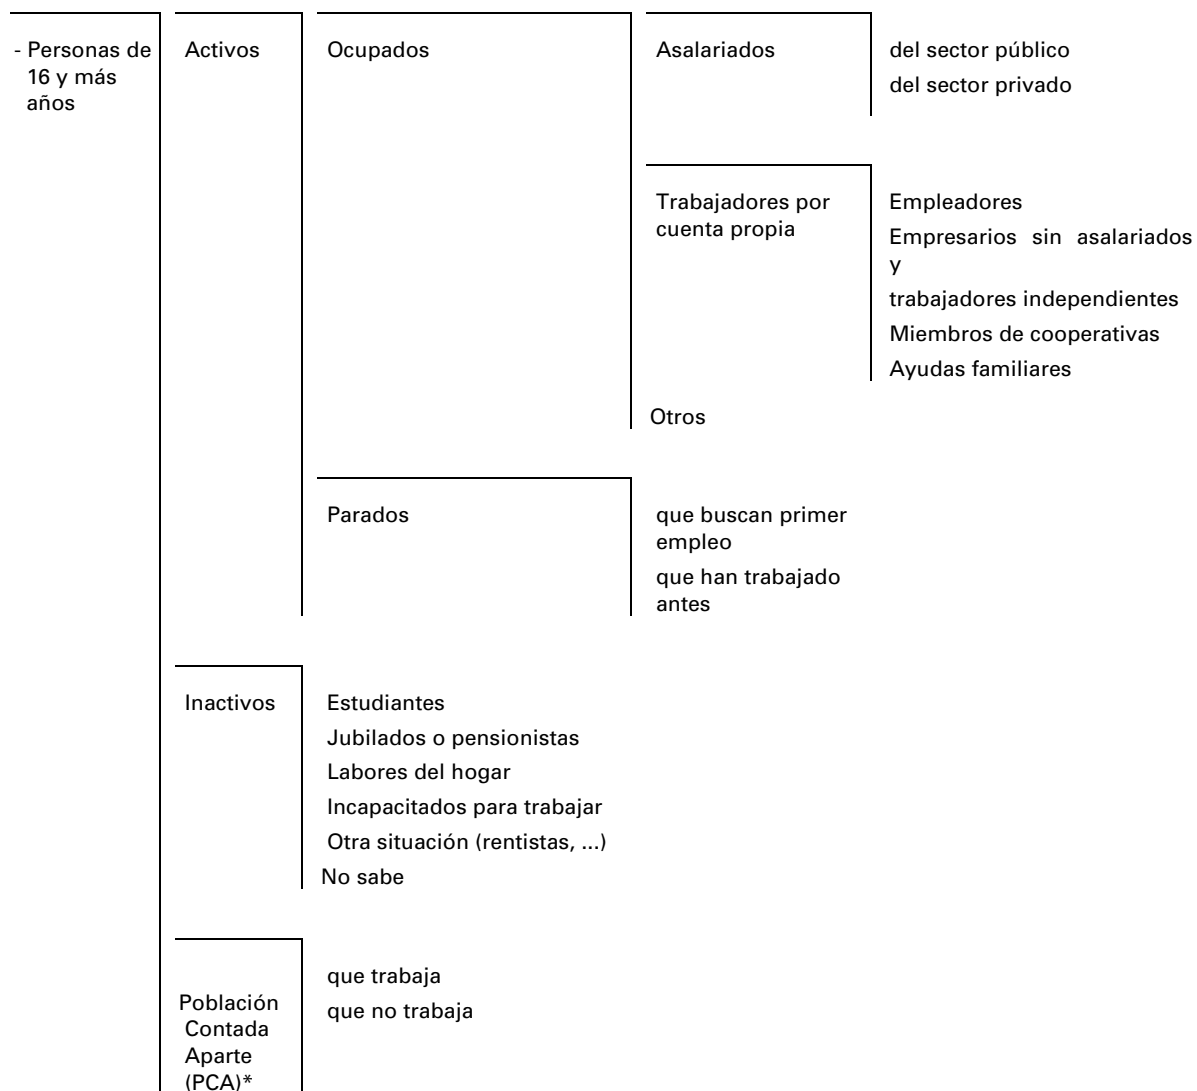 - Personas de
16 y más
años
Activos
Ocupados
Asalariados
del sector público
del sector privado
Trabajadores por
cuenta propia
Empleadores
Empresarios sin asalariados
y
trabajadores independientes
Miembros de cooperativas
Ayudas familiares
Otros
Parados
que buscan primer
empleo
que han trabajado
antes
Inactivos
Estudiantes
Jubilados o pensionistas
Labores del hogar
Incapacitados para trabajar
Otra situación (rentistas, ...)
No sabe
Población
Contada
Aparte
(PCA)*
que trabaja
que no trabaja